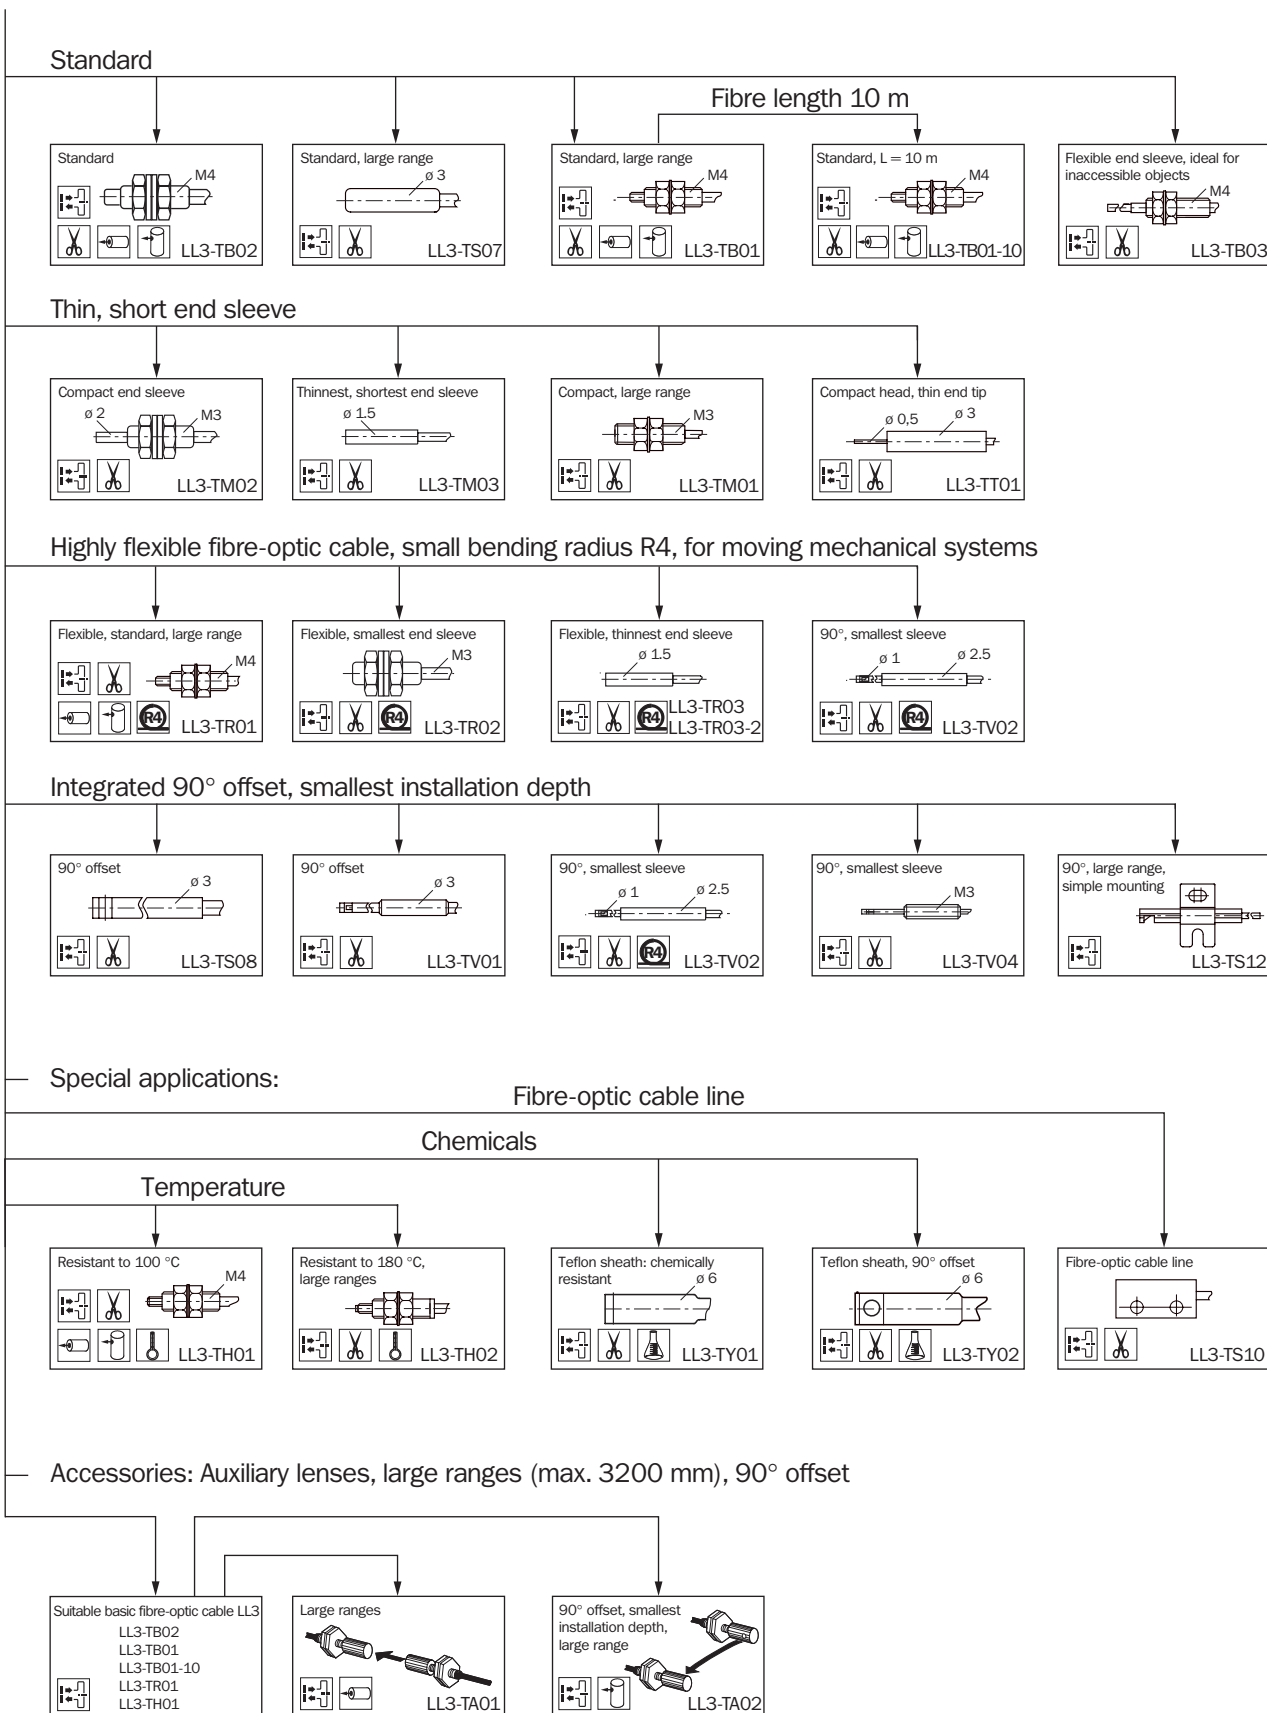 Standard
Fibre length 10 m
Standard
M4
LL3-TB02
Standard, large range
ø 3
LL3-TS07
Standard, large range
M4
LL3-TB01
Standard, L = 10 m
M4
LL3-TB01-10
Flexible end sleeve, ideal for
inaccessible objects
M4
LL3-TB03
Thin, short end sleeve
Compact end sleeve
ø 2
M3
LL3-TM02
Thinnest, shortest end sleeve
ø 1.5
LL3-TM03
Compact, large range
M3
LL3-TM01
Compact head, thin end tip
ø 0,5
ø 3
LL3-TT01
Highly flexible fibre-optic cable, small bending radius R4, for moving mechanical systems
Flexible, standard, large range
M4
R4
LL3-TR01
Flexible, smallest end sleeve
M3
R4
LL3-TR02
Flexible, thinnest end sleeve
ø 1.5
R4
LL3-TR03
LL3-TR03-2
90°, smallest sleeve
ø 1
ø 2.5
R4
LL3-TV02
Integrated 90° offset, smallest installation depth
90° offset
ø 3
LL3-TS08
90° offset
ø 3
LL3-TV01
90°, smallest sleeve
ø 1
ø 2.5
R4
LL3-TV02
90°, smallest sleeve
M3
LL3-TV04
90°, large range,
simple mounting
LL3-TS12
Special applications:
Fibre-optic cable line
Chemicals
Temperature
Resistant to 100 °C
M4
LL3-TH01
Resistant to 180 °C,
large ranges
LL3-TH02
Teflon sheath: chemically
resistant
ø 6
LL3-TY01
Teflon sheath, 90° offset
ø 6
LL3-TY02
Fibre-optic cable line
LL3-TS10
Accessories: Auxiliary lenses, large ranges (max. 3200 mm), 90° offset
Suitable basic fibre-optic cable LL3
LL3-TB02
LL3-TB01
LL3-TB01-10
LL3-TR01
LL3-TH01
Large ranges
LL3-TA01
90° offset, smallest
installation depth,
large range
LL3-TA02